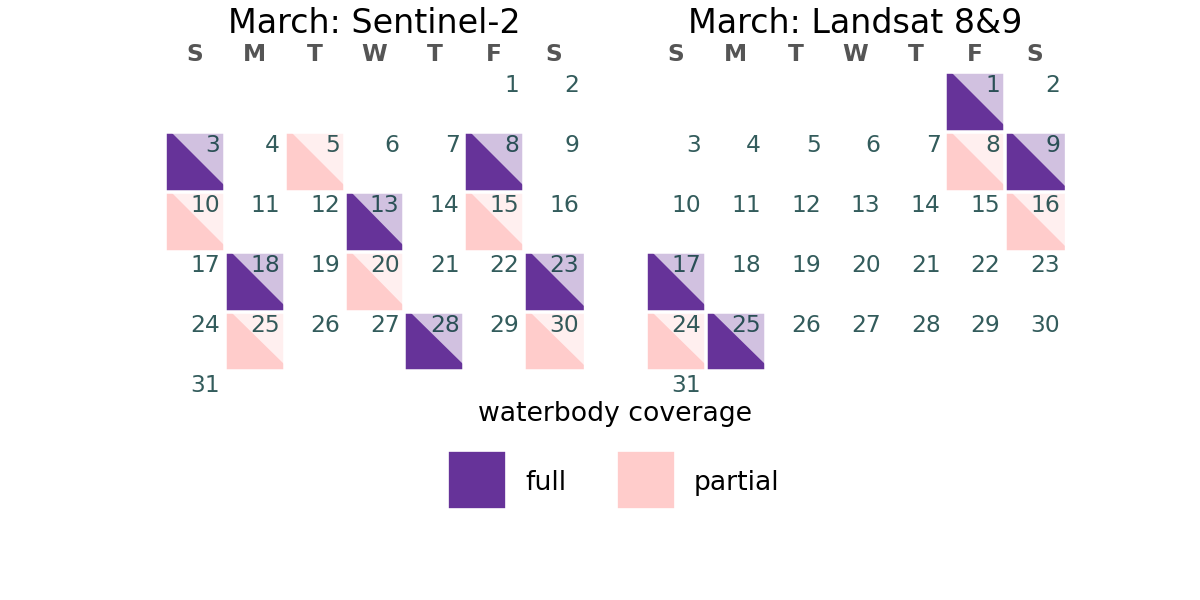 March: Sentinel-2
S M T W T F S
1 2
3 4 5 6 7 8 9
10 11 12 13 14 15 16
17 18 19 20 21 22 23
24 25 26 27 28 29 30
31
March: Landsat 8&9
S M T W T F S
1 2
3 4 5 6 7 8 9
10 11 12 13 14 15 16
17 18 19 20 21 22 23
24 25 26 27 28 29 30
31
waterbody coverage
full partial